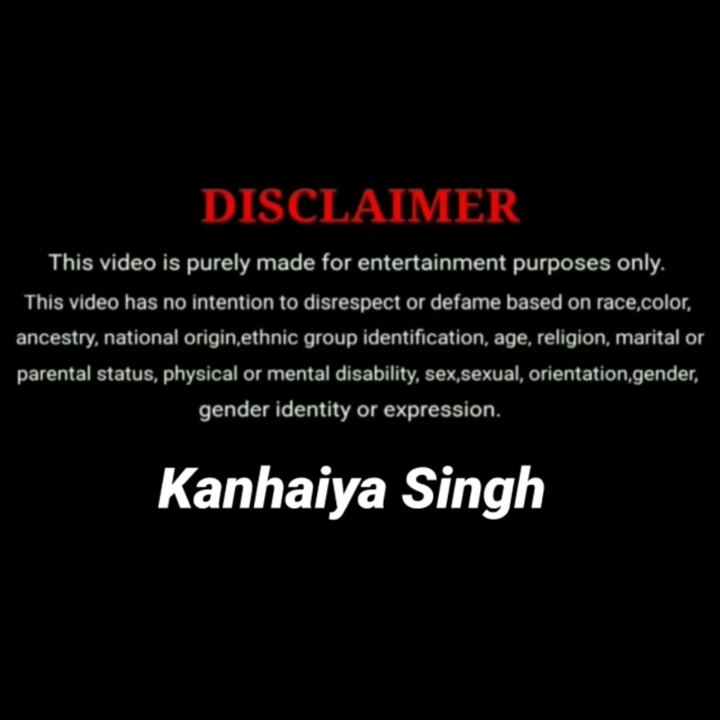 DISCLAIMER
This video is purely made for entertainment purposes only.
This video has no intention to disrespect or defame based on race,color,
ancestry, national origin,ethnic group identification, age, religion, marital or
parental status, physical or mental disability, sex,sexual, orientation,gender,
gender identity or expression.
Kanhaiya Singh